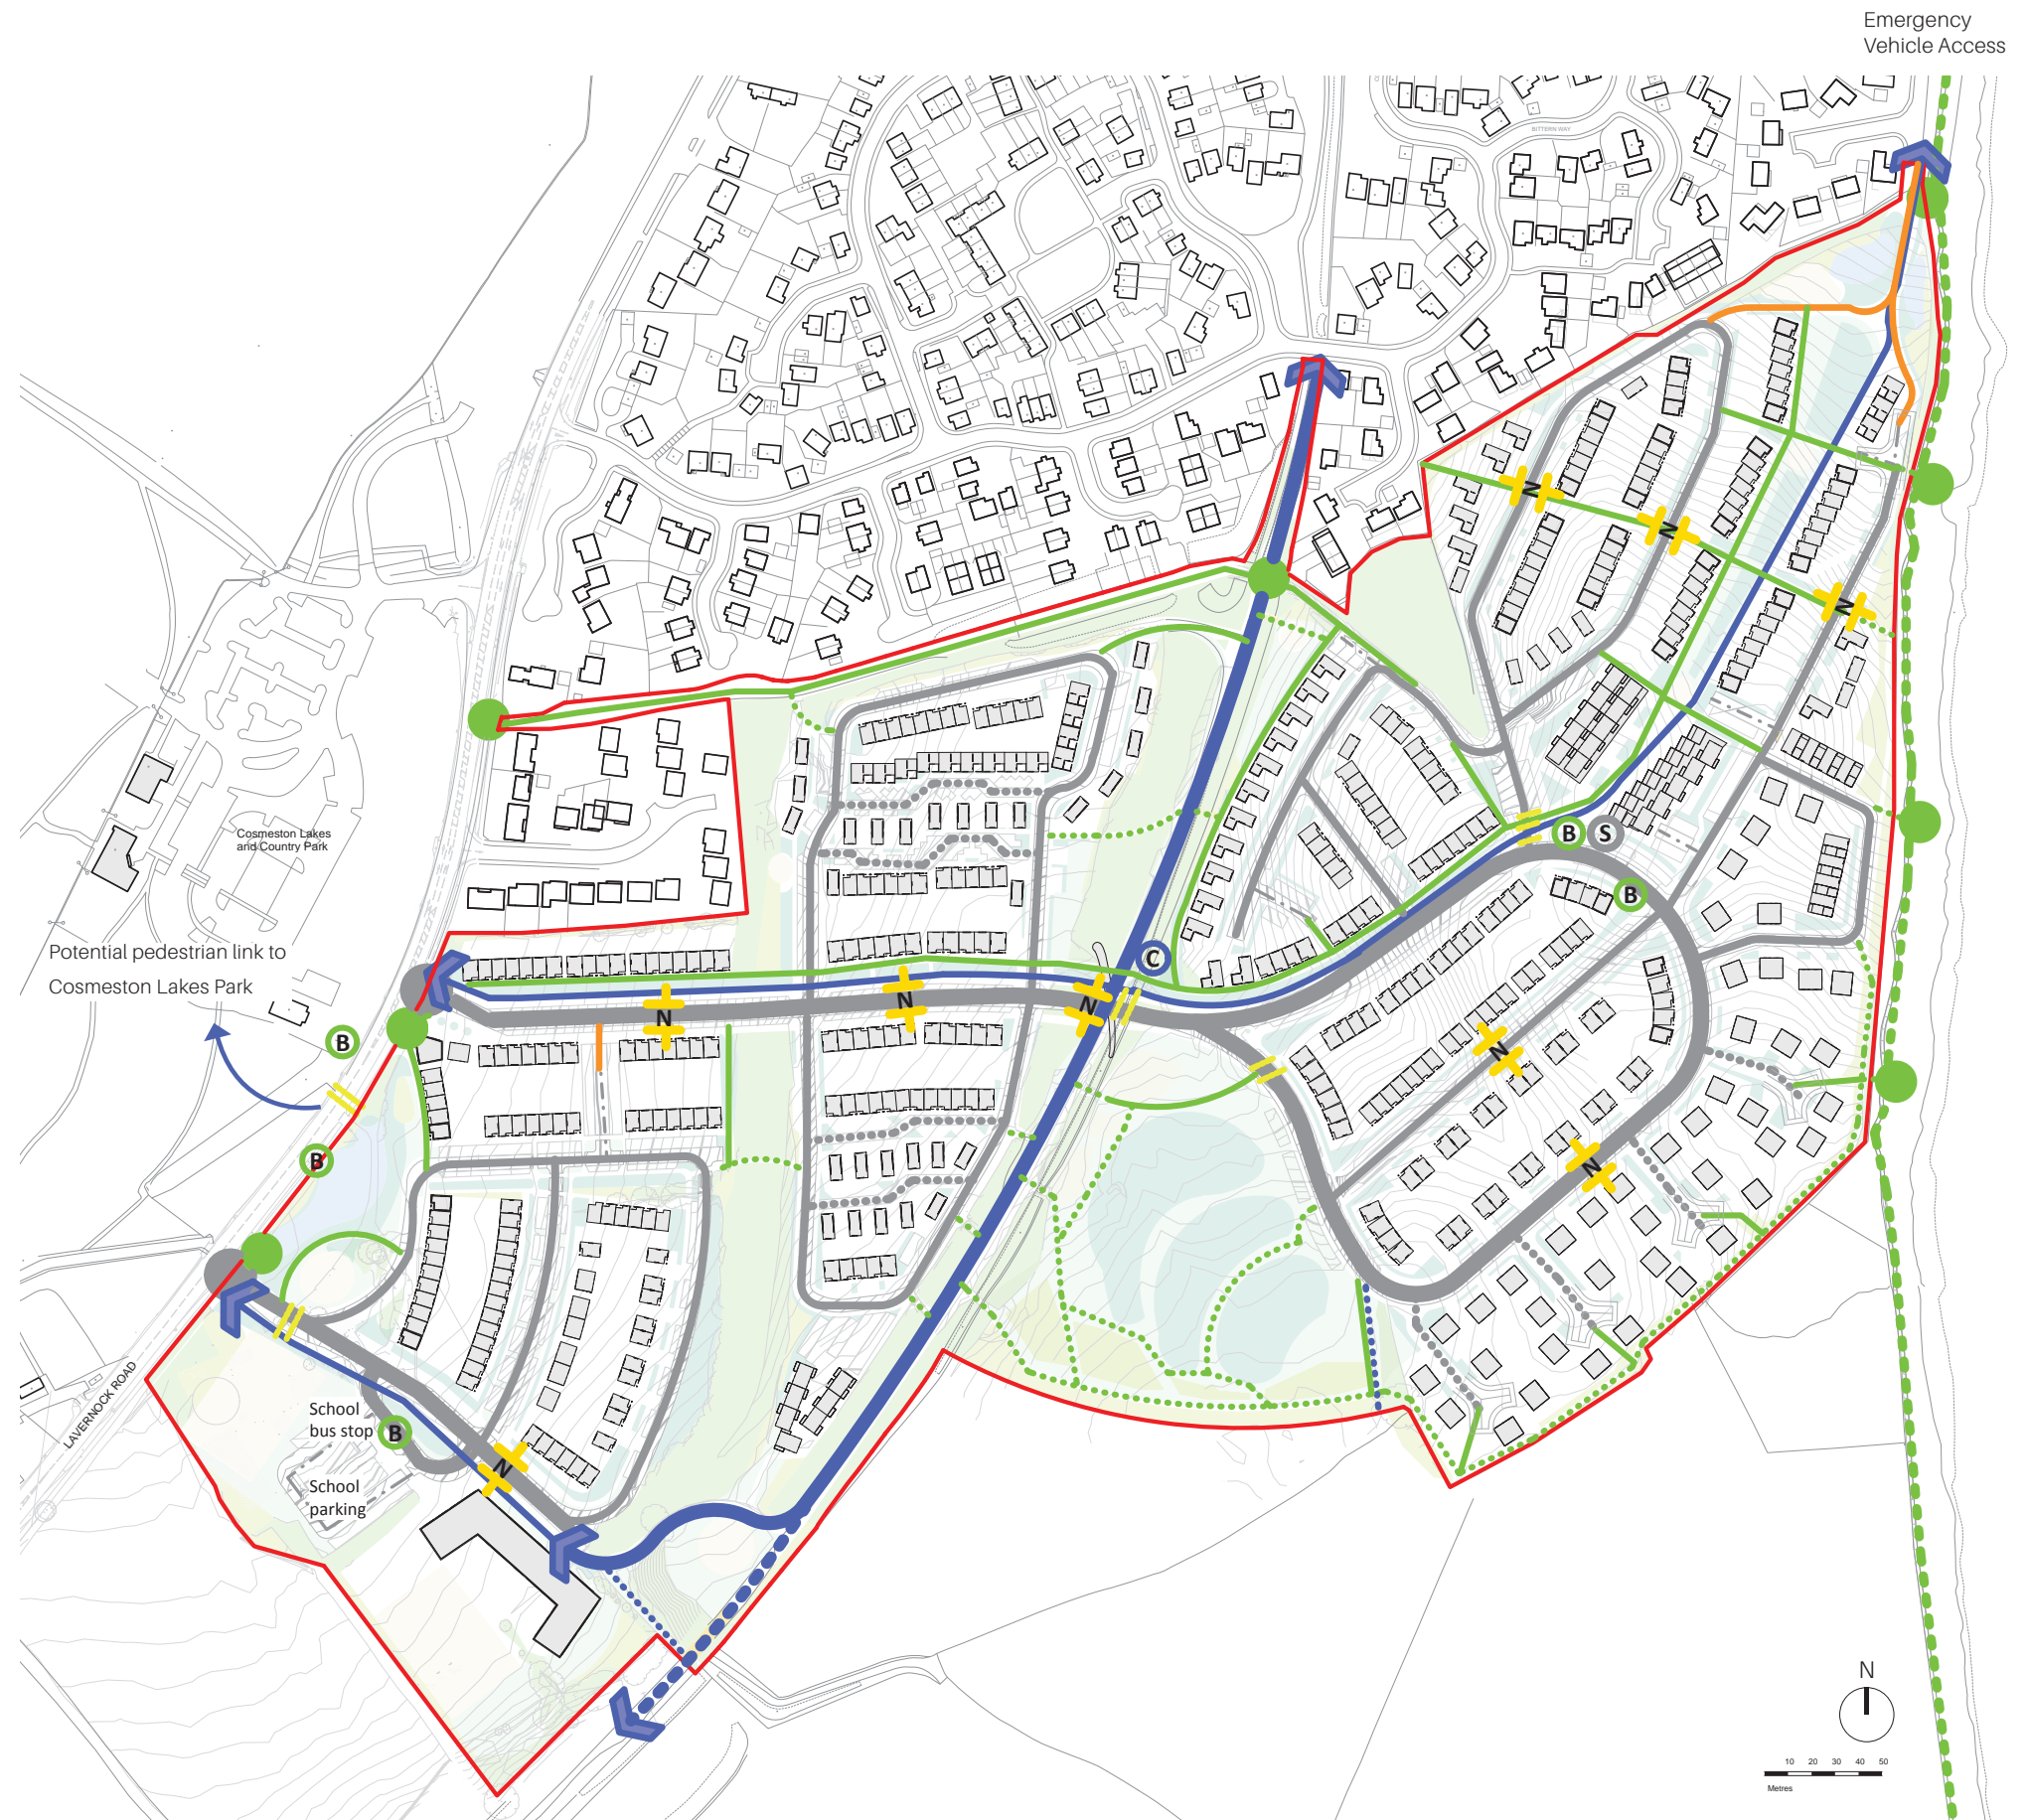 Emergency
Vehicle Access
BITTERN WAY
N
N
N
Cosmeston Lakes
and Country Park
B
S
B
Potential pedestrian link to
Cosmeston Lakes Park
C
N
N
N
B
N
B
N
LAVERNOCK ROAD
School
bus stop
B
N
School
parking
N
10 20 30 40 50
Metres